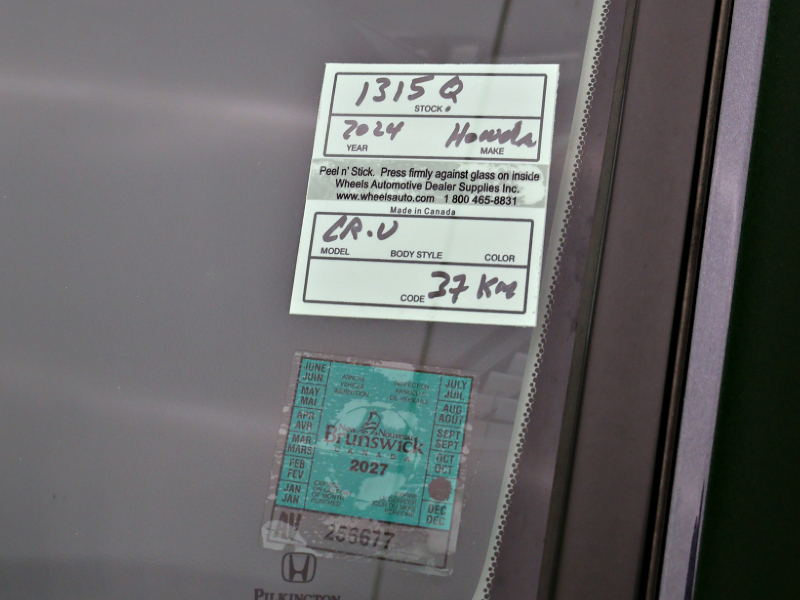 1315 Q
STOCK #
2024 Honda
YEAR MAKE
Peel n' Stick. Press firmly against glass on inside
Wheels Automotive Dealer Supplies Inc.
www.wheelsauto.com 1 800 465-8831
Made in Canada
CR.V
MODEL BODY STYLE COLOR
CODE 37 KM
JUNE
JUIN
MAY
MAI
APR
AVR
MAR
MARS
FEB
FEV
JAN
JAN
New Nouveau
Brunswick
CANADA
2027
JULY
JUIL
AUG
AOUT
SEPT
SEPT
OCT
OCT
DEC
DEC
256677
PILKINGTON